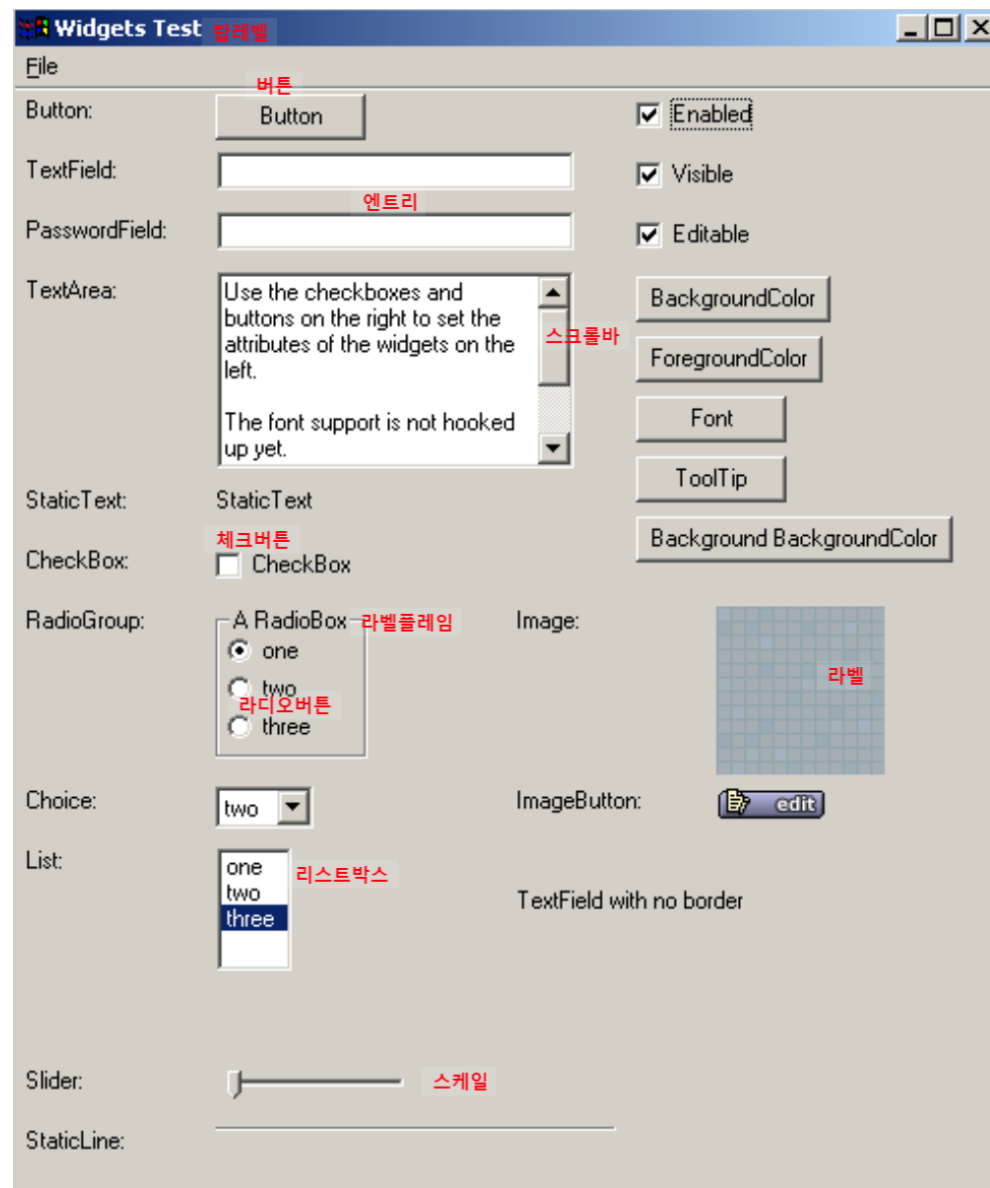 Widgets Test 탑레벨
File
버튼
Button: Button
Enabled
TextField:
Visible
엔트리
PasswordField:
Editable
TextArea:
Use the checkboxes and
buttons on the right to set the
attributes of the widgets on the
left.
The font support is not hooked
up yet.
스크롤바
BackgroundColor
ForegroundColor
Font
ToolTip
Background BackgroundColor
StaticText: StaticText
체크버튼
CheckBox: CheckBox
RadioGroup: A RadioBox 라벨플레임
one
two
라디오버튼
three
Image: 라벨
Choice: two
ImageButton: edit
List:
one
two
three
리스트박스
TextField with no border
Slider: 스케일
StaticLine: